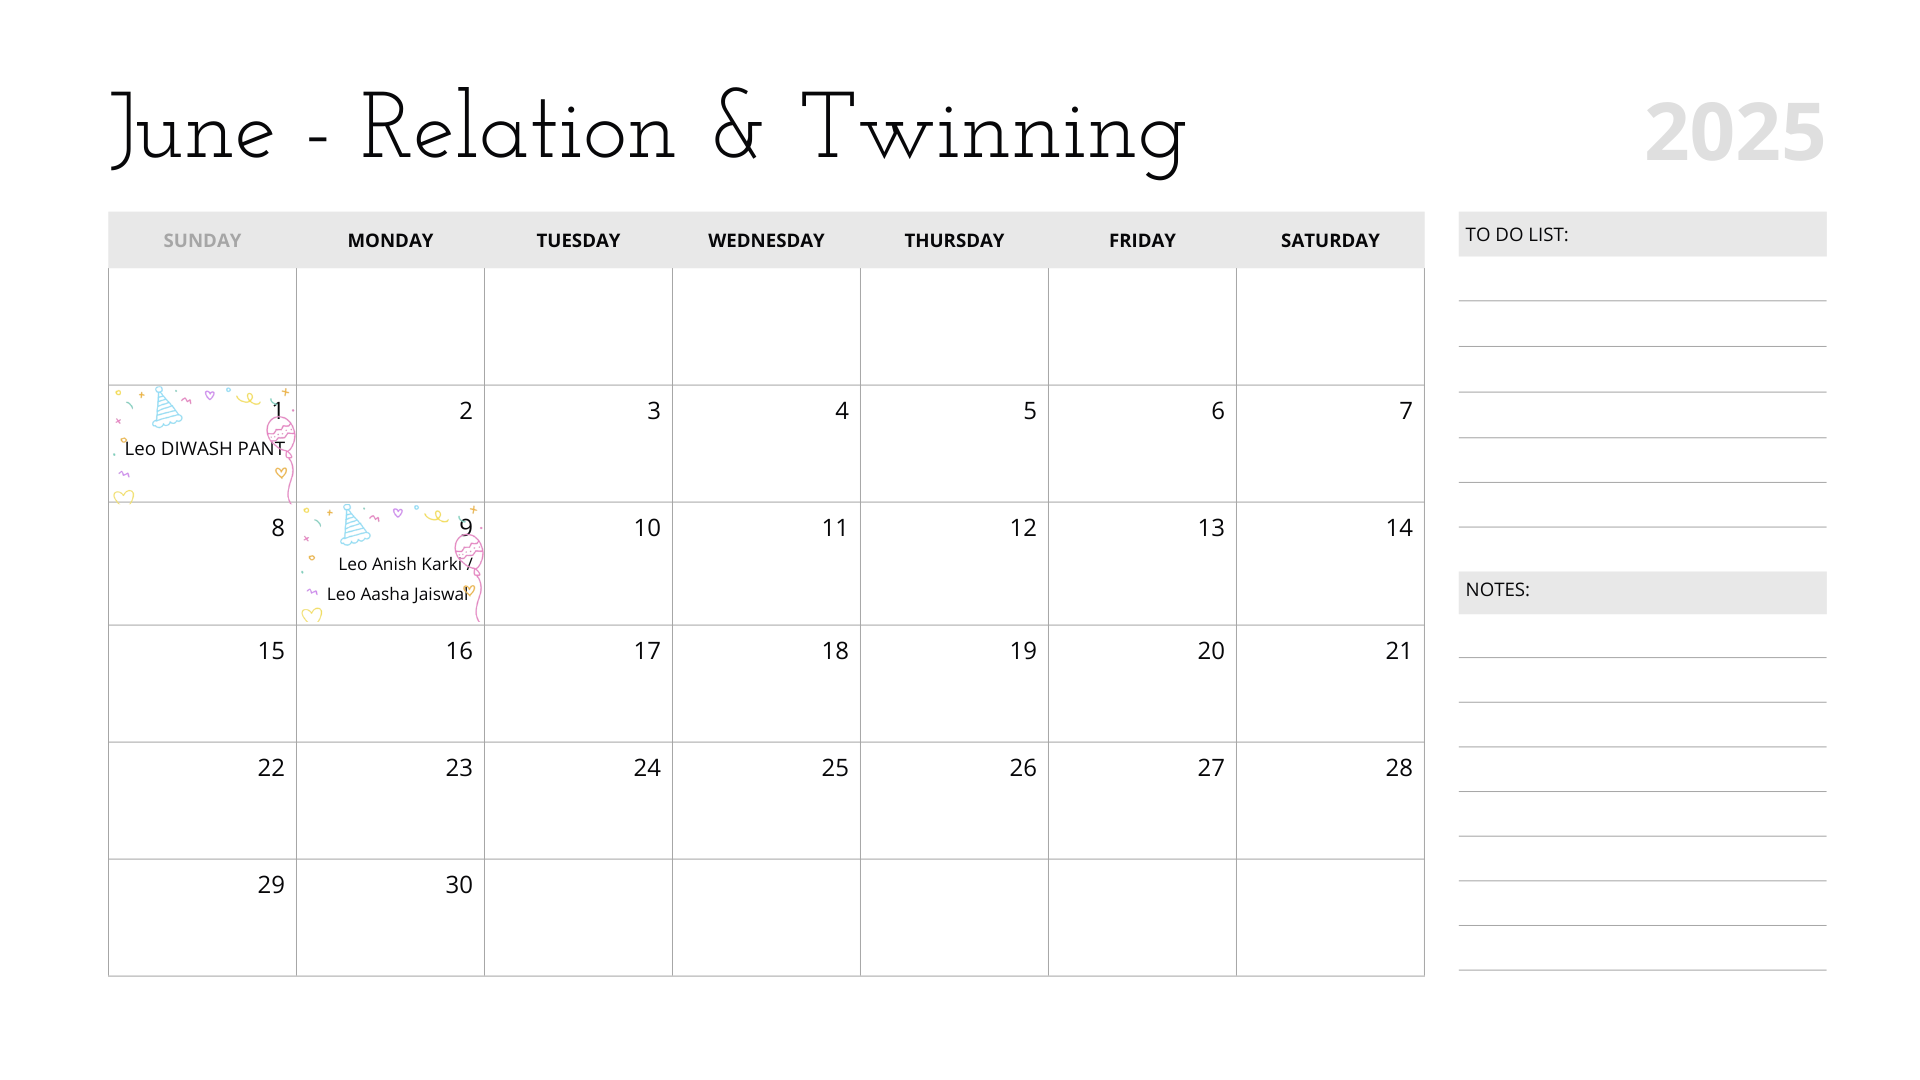 June - Relation & Twinning
2025
SUNDAY MONDAY TUESDAY WEDNESDAY THURSDAY FRIDAY SATURDAY
1 2 3 4 5 6 7
Leo DIWASH PANT
8 9 10 11 12 13 14
Leo Anish Karki /
Leo Aasha Jaiswal
15 16 17 18 19 20 21
22 23 24 25 26 27 28
29 30
TO DO LIST:
NOTES: